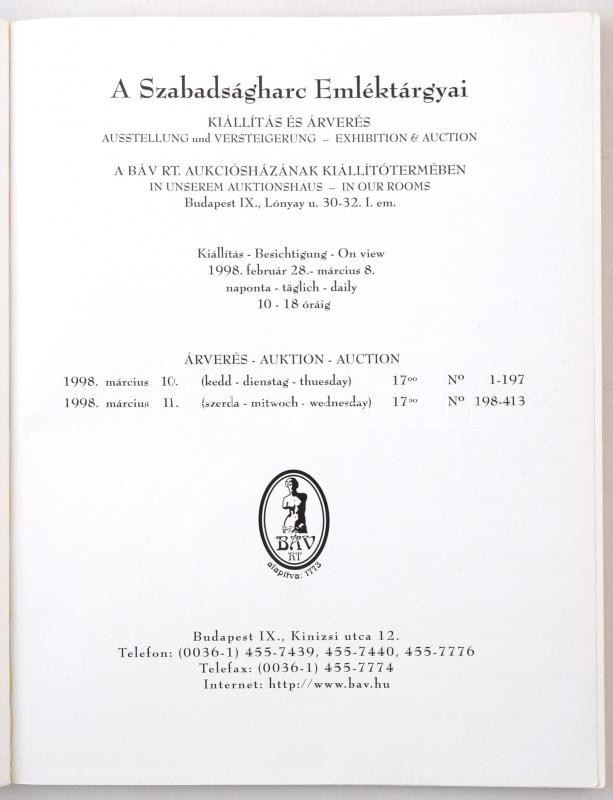 A Szabadságharc Emléktárgyai
KIÁLLÍTÁS ÉS ÁRVERÉS
AUSSTELLUNG und VERSTEIGERUNG – EXHIBITION & AUCTION
A BÁV RT. AUKCIÓSHÁZÁNAK KIÁLLÍTÓTERMÉBEN
IN UNSEREM AUKTIONSHAUS – IN OUR ROOMS
Budapest IX., Lónyay u. 30-32. I. em.
Kiállítás - Besichtigung - On view
1998. február 28.- március 8.
naponta - täglich - daily
10 - 18 óráig
ÁRVERÉS - AUKTION - AUCTION
1998. március 10. (kedd - dienstag - thuesday) 17⁰⁰ Nº 1-197
1998. március 11. (szerda - mitwoch - wednesday) 17⁰⁰ Nº 198-413
BÁV
RT
alapítva: 1773
Budapest IX., Kinizsi utca 12.
Telefon: (0036-1) 455-7439, 455-7440, 455-7776
Telefax: (0036-1) 455-7774
Internet: http://www.bav.hu